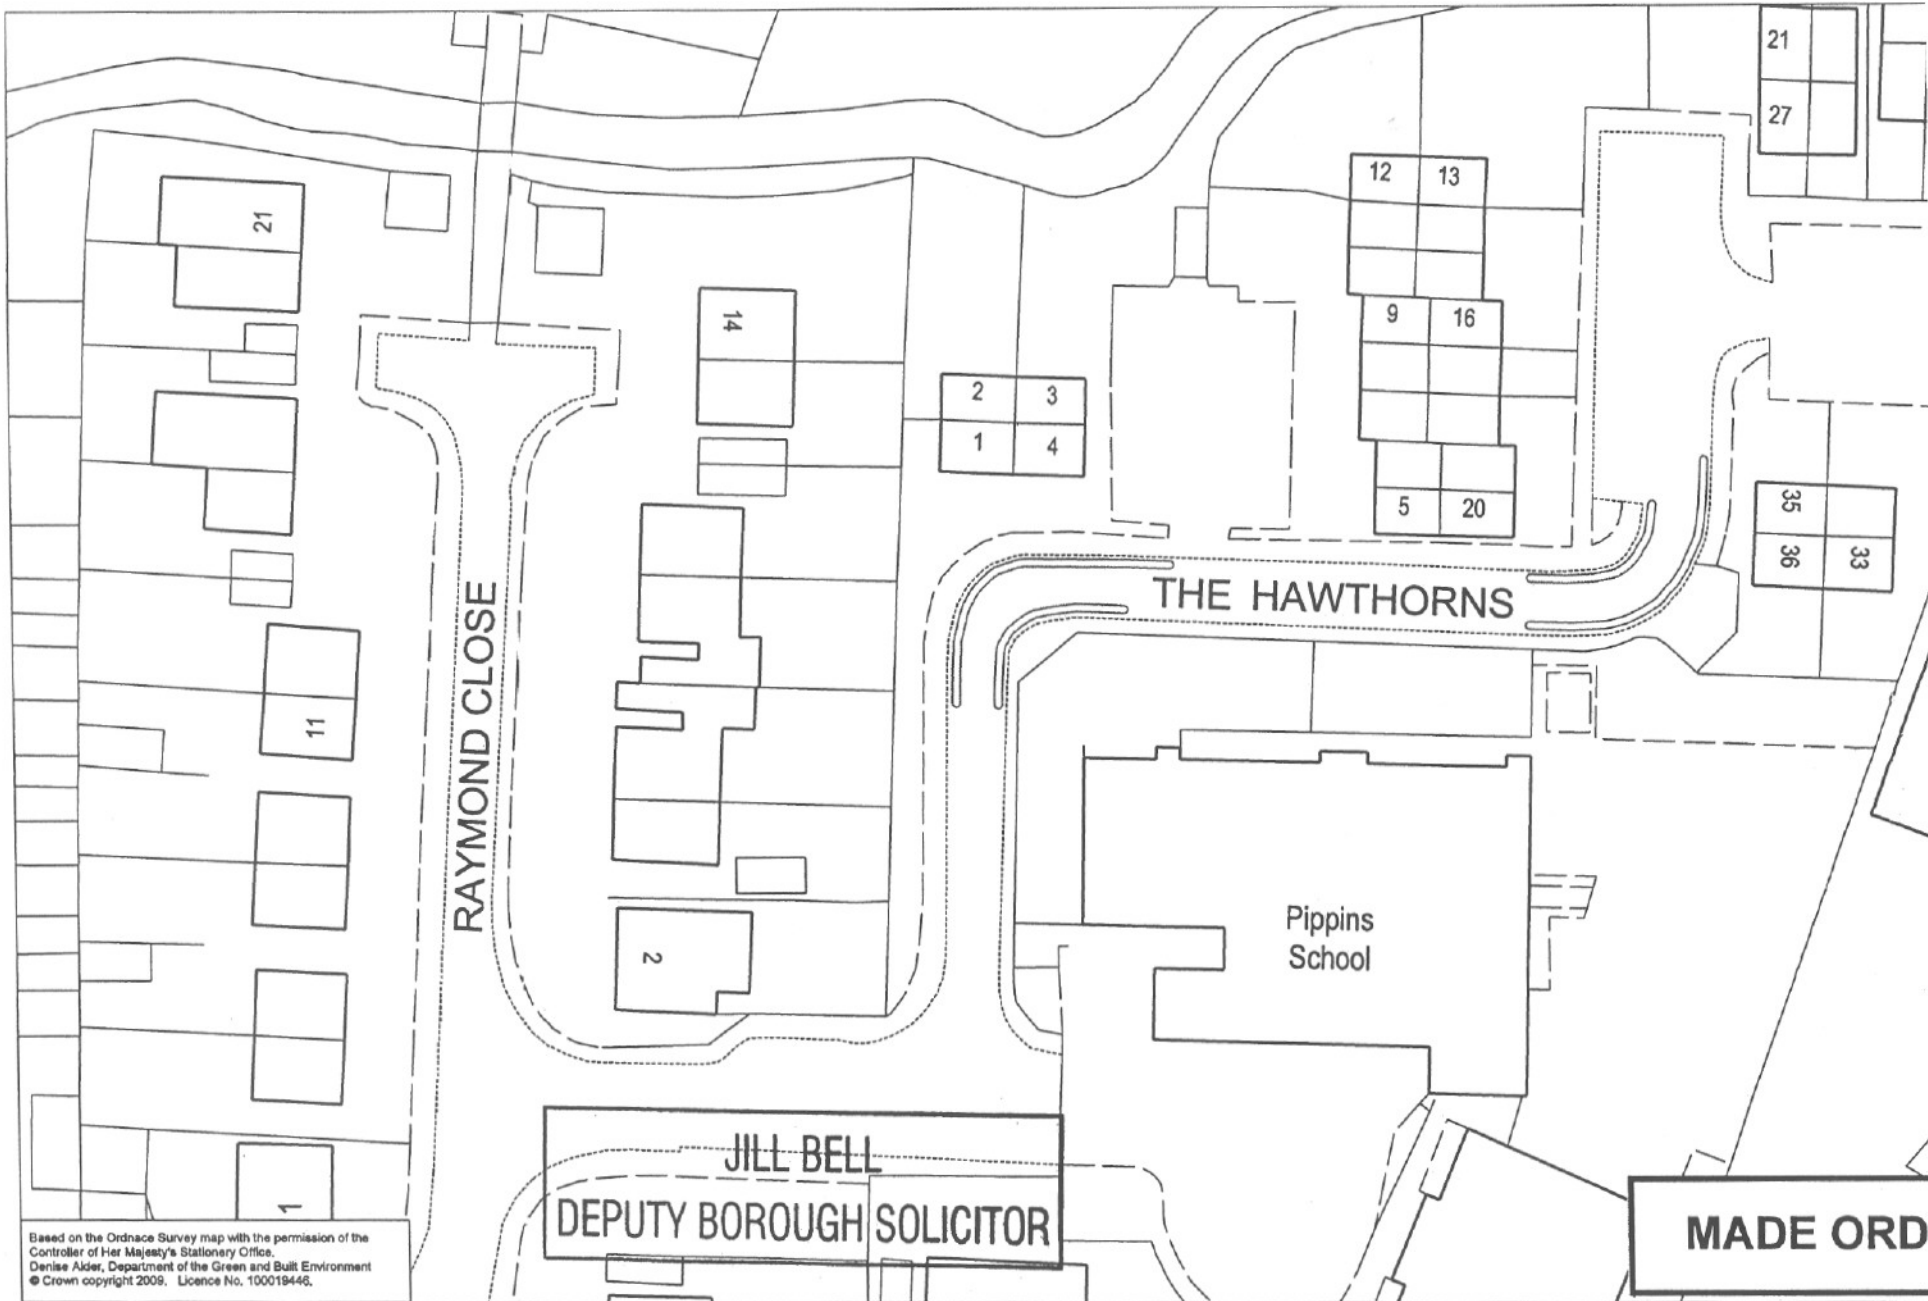 21
27
12 13
21
14
9 16
2 3
1 4
5 20
35
36 33
THE HAWTHORNS
RAYMOND CLOSE
11
Pippins
School
2
JILL BELL
DEPUTY BOROUGH SOLICITOR
1
MADE ORD
Based on the Ordnace Survey map with the permission of the
Controller of Her Majesty's Stationery Office.
Denise Alder, Department of the Green and Built Environment
© Crown copyright 2009. Licence No. 100019446.